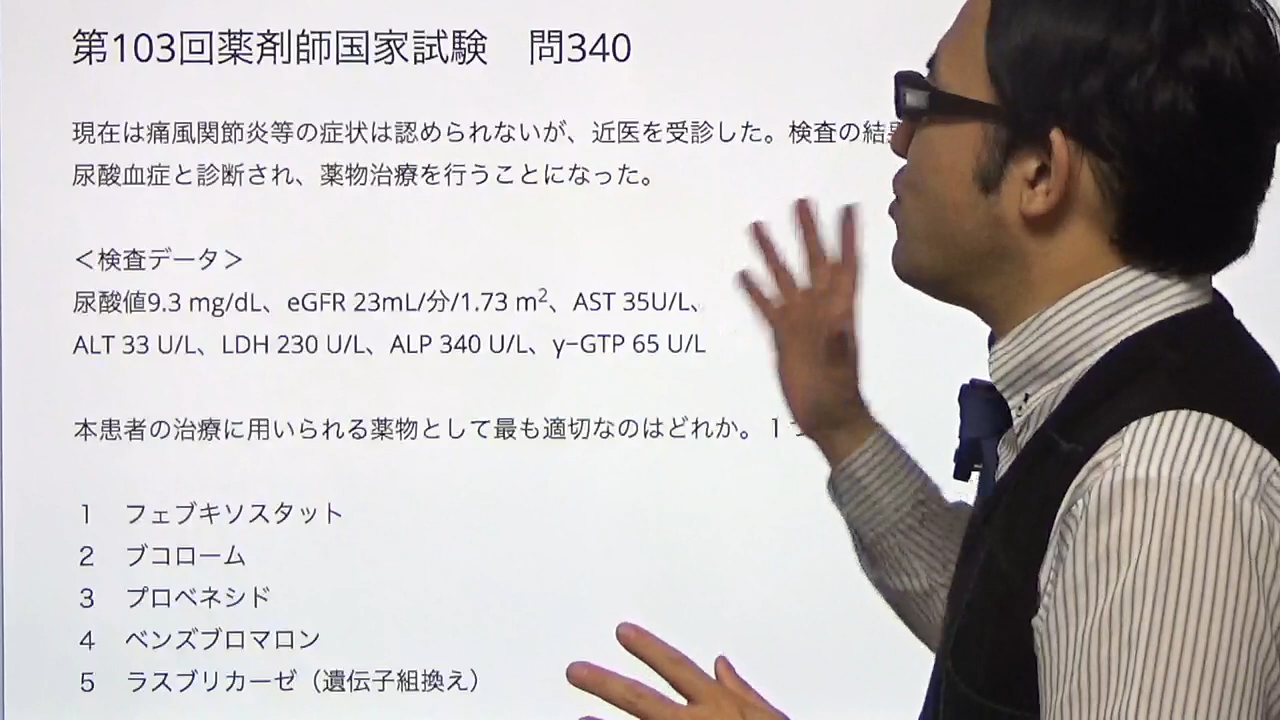 第103回薬剤師国家試験　問340
現在は痛風関節炎等の症状は認められないが、近医を受診した。検査の結
尿酸血症と診断され、薬物治療を行うことになった。
＜検査データ＞
尿酸値9.3 mg/dL、eGFR 23mL/分/1.73 m²、AST 35U/L、
ALT 33 U/L、LDH 230 U/L、ALP 340 U/L、γ−GTP 65 U/L
本患者の治療に用いられる薬物として最も適切なのはどれか。1
1　フェブキソスタット
2　ブコローム
3　プロベネシド
4　ベンズブロマロン
5　ラスブリカーゼ（遺伝子組換え）